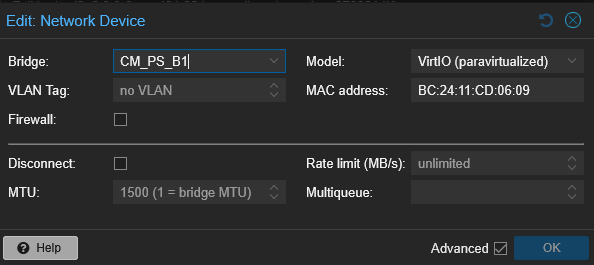 Edit: Network Device
Bridge: CM_PS_B1 Model: VirtIO (paravirtualized)
VLAN Tag: no VLAN MAC address: BC:24:11:CD:06:09
Firewall:
Disconnect: Rate limit (MB/s): unlimited
MTU: 1500 (1 = bridge MTU) Multiqueue:
Help Advanced OK